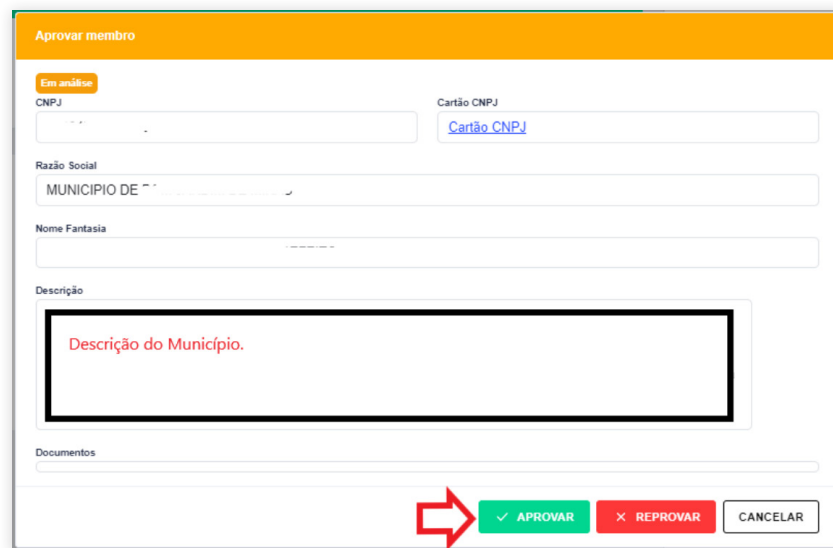 Aprovar membro
Em análise
CNPJ
Cartão CNPJ
Cartão CNPJ
Razão Social
MUNICIPIO DE
Nome Fantasia
Descrição
Descrição do Município.
Documentos
APROVAR
REPROVAR
CANCELAR